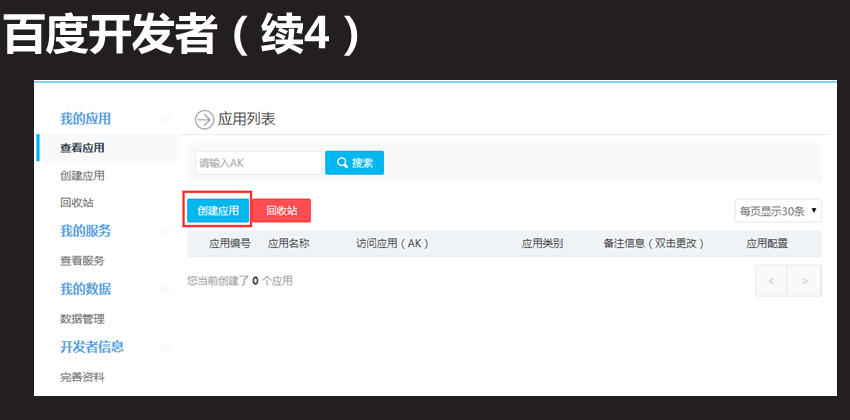 百度开发者（续4）
我的应用
查看应用
创建应用
回收站
我的服务
查看服务
我的数据
数据管理
开发者信息
完善资料
应用列表
请输入AK 搜索
创建应用 回收站 每页显示30条
应用编号 应用名称 访问应用（AK） 应用类别 备注信息（双击更改） 应用配置
您当前创建了 0 个应用 < >